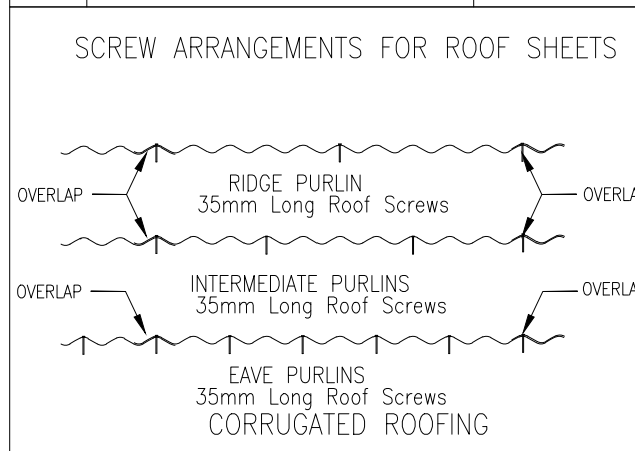 SCREW ARRANGEMENTS FOR ROOF SHEETS
RIDGE PURLIN
OVERLAP
35mm Long Roof Screws
INTERMEDIATE PURLINS
OVERLAP
35mm Long Roof Screws
EAVE PURLINS
35mm Long Roof Screws
CORRUGATED ROOFING